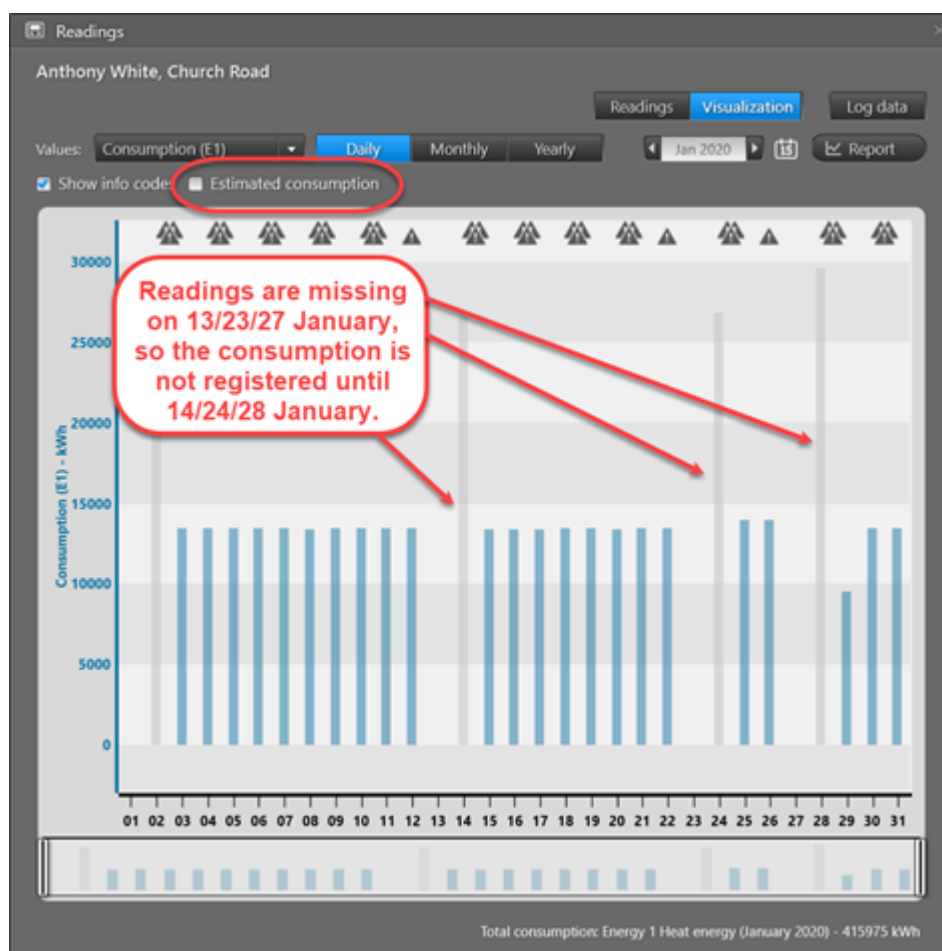 Readings
Anthony White, Church Road
Readings Visualization Log data
Values: Consumption (E1) Daily Monthly Yearly Jan 2020 15 Report
Show info code Estimated consumption
30000
25000
20000
15000
10000
5000
0
Consumption (E1) - kWh
Readings are missing
on 13/23/27 January,
so the consumption is
not registered until
14/24/28 January.
01 02 03 04 05 06 07 08 09 10 11 12 13 14 15 16 17 18 19 20 21 22 23 24 25 26 27 28 29 30 31
Total consumption: Energy 1 Heat energy (January 2020) - 415975 kWh